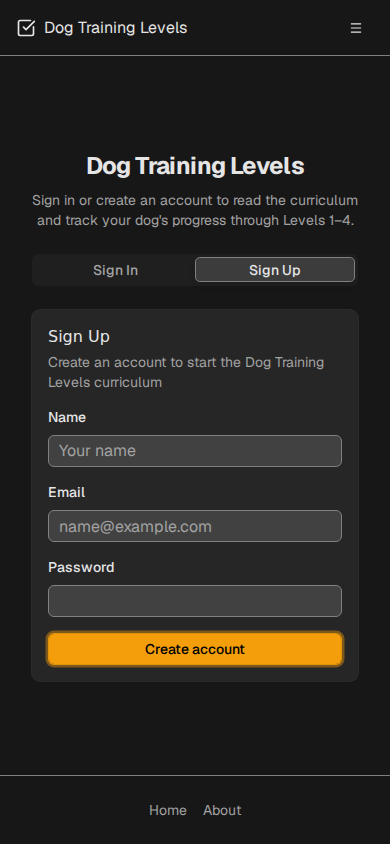 Dog Training Levels
Dog Training Levels
Sign in or create an account to read the curriculum
and track your dog's progress through Levels 1–4.
Sign In
Sign Up
Sign Up
Create an account to start the Dog Training
Levels curriculum
Name
Your name
Email
name@example.com
Password
Create account
Home About